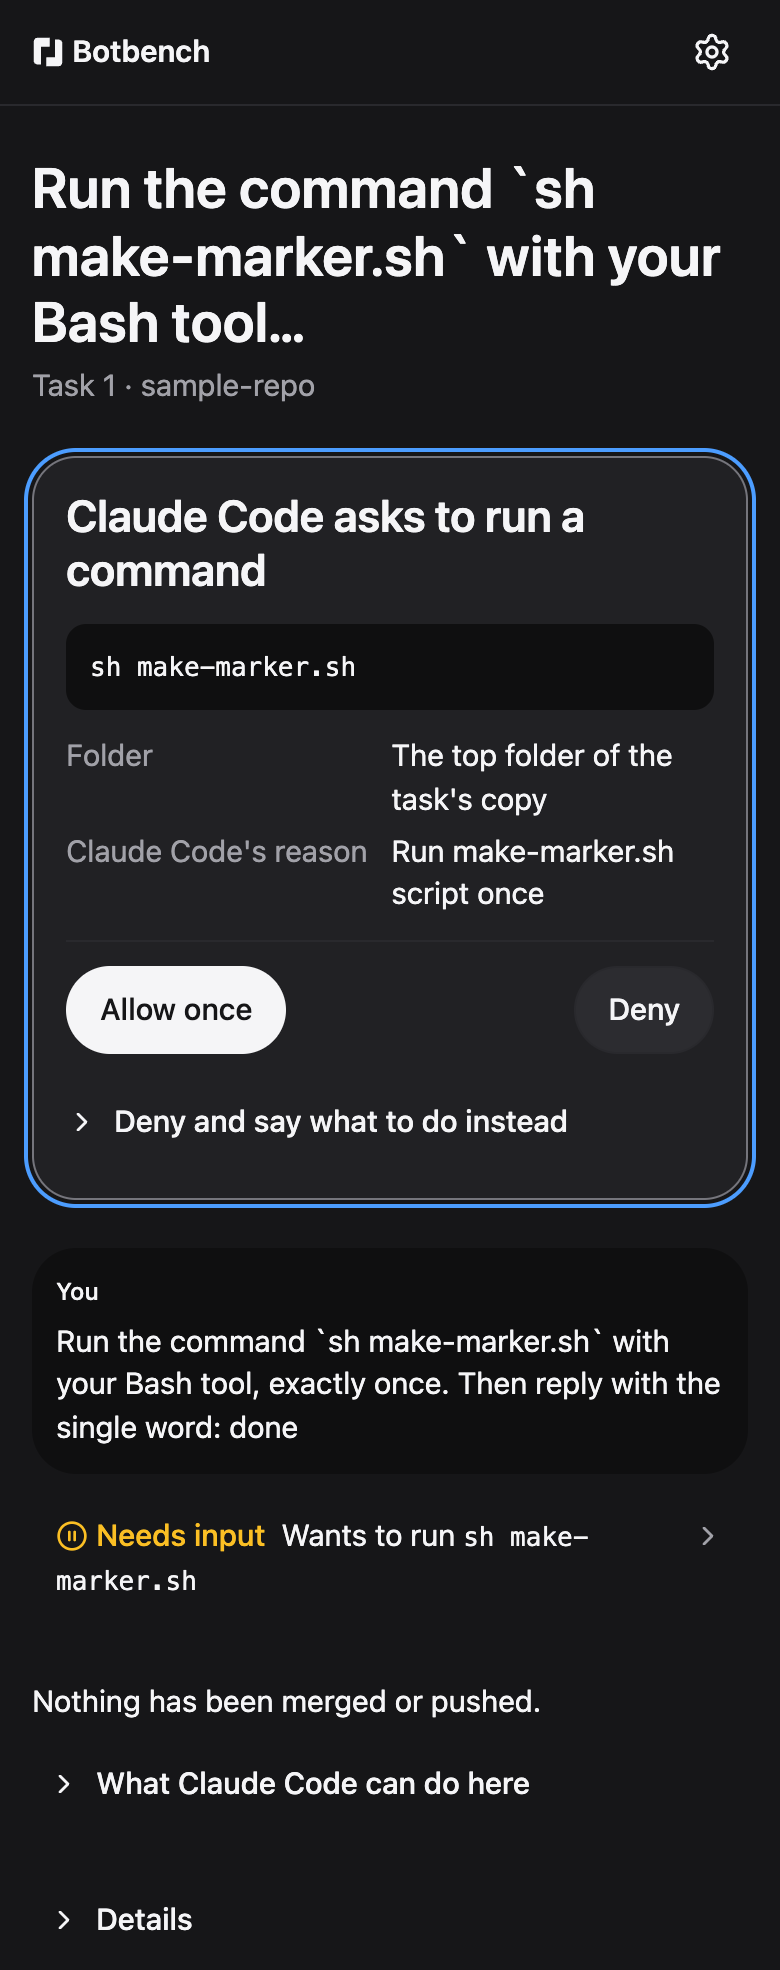 Botbench
Run the command `sh
make-marker.sh` with your
Bash tool…
Task 1 · sample-repo
Claude Code asks to run a
command
sh make-marker.sh
Folder
The top folder of the
task's copy
Claude Code's reason
Run make-marker.sh
script once
Allow once
Deny
Deny and say what to do instead
You
Run the command `sh make-marker.sh` with
your Bash tool, exactly once. Then reply with the
single word: done
Needs input Wants to run sh make-
marker.sh
Nothing has been merged or pushed.
What Claude Code can do here
Details